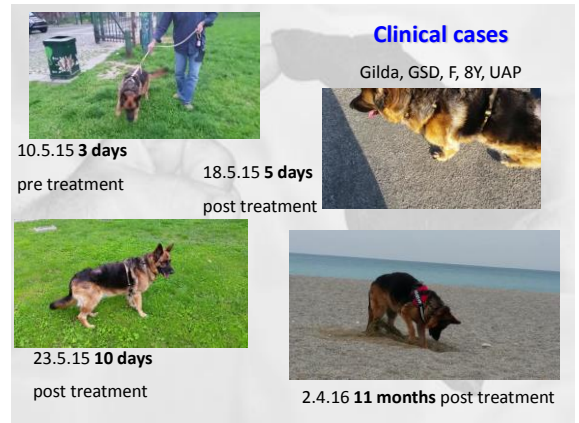 Clinical cases
Gilda, GSD, F, 8Y, UAP
10.5.15 3 days
pre treatment
18.5.15 5 days
post treatment
23.5.15 10 days
post treatment
2.4.16 11 months post treatment